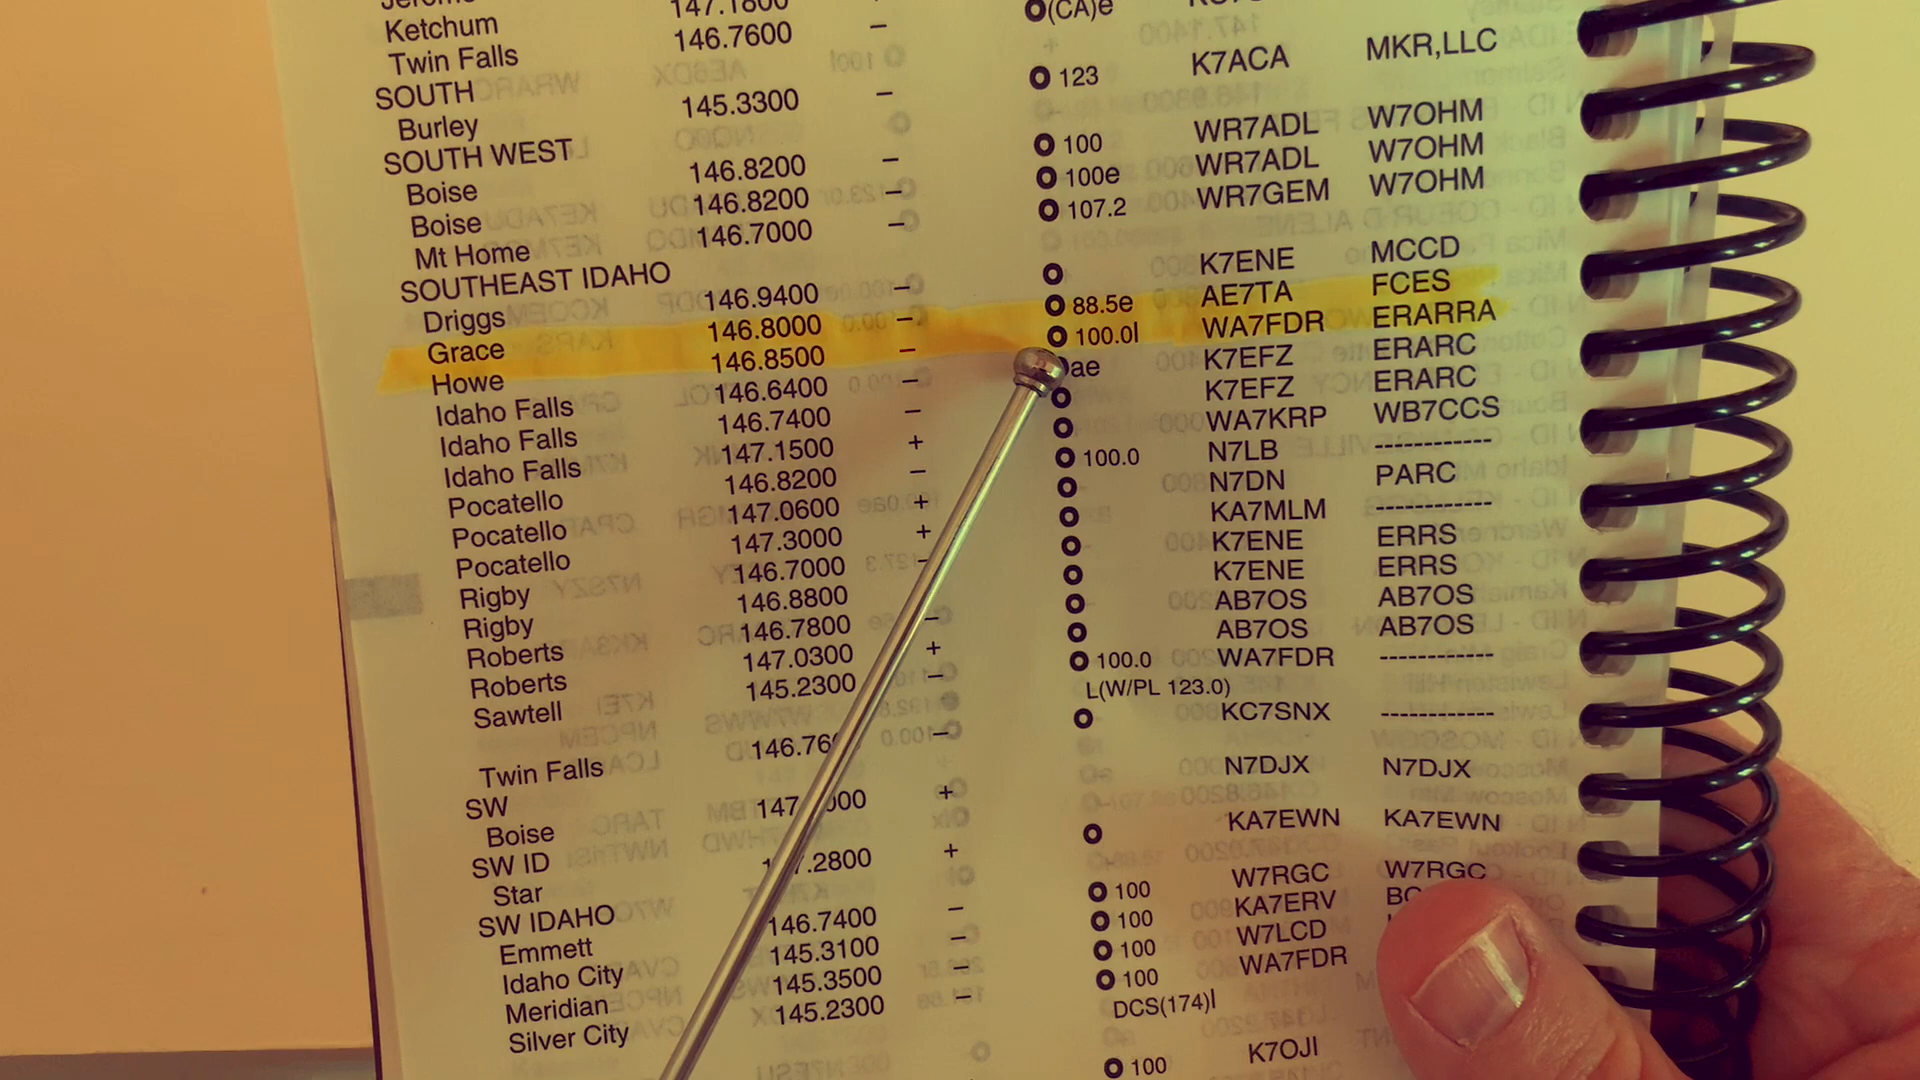 Ketchum 147.1800
Twin Falls 146.7600 − O(CA)e
SOUTH
Burley 145.3300 − O 123 K7ACA MKR,LLC
SOUTH WEST
Boise 146.8200 − O 100 WR7ADL W7OHM
Boise 146.8200 − O 100e WR7ADL W7OHM
Mt Home 146.7000 − O 107.2 WR7GEM W7OHM
SOUTHEAST IDAHO
Driggs 146.9400 − O K7ENE MCCD
Grace 146.8000 − O 88.5e AE7TA FCES
Howe 146.8500 − O 100.0l WA7FDR ERARRA
Idaho Falls 146.6400 − ae K7EFZ ERARC
Idaho Falls 146.7400 − O K7EFZ ERARC
Idaho Falls 147.1500 + O WA7KRP WB7CCS
Pocatello 146.8200 − O 100.0 N7LB ------------
Pocatello 147.0600 + O N7DN PARC
Pocatello 147.3000 + O KA7MLM ------------
Rigby 146.7000 − O K7ENE ERRS
Rigby 146.8800 O K7ENE ERRS
Roberts 146.7800 − O AB7OS AB7OS
Roberts 147.0300 + O AB7OS AB7OS
Sawtell 145.2300 − O 100.0 WA7FDR ------------
L(W/PL 123.0)
Twin Falls 146.76 − O KC7SNX ------------
SW
Boise + N7DJX N7DJX
SW ID
Star .2800 + O KA7EWN KA7EWN
SW IDAHO
Emmett 146.7400 − O 100 W7RGC W7RGC
Idaho City 145.3100 − O 100 KA7ERV
Meridian 145.3500 − O 100 W7LCD
Silver City 145.2300 − O 100 WA7FDR
DCS(174)l
O 100 K7OJI